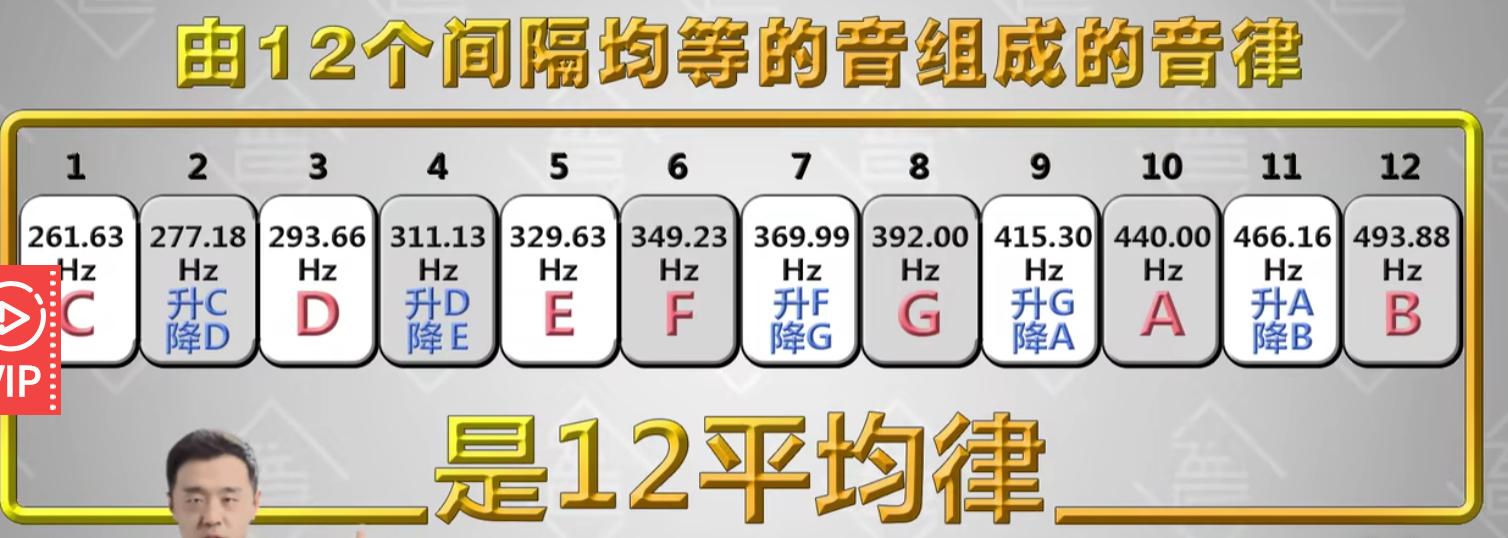 由12个间隔均等的音组成的音律
1 2 3 4 5 6 7 8 9 10 11 12
261.63 277.18 293.66 311.13 329.63 349.23 369.99 392.00 415.30 440.00 466.16 493.88
Hz Hz Hz Hz Hz Hz Hz Hz Hz Hz Hz Hz
C 升C D 升D E F 升F G 升G A 升A B
降D 降E 降G 降A 降B
VIP
是12平均律